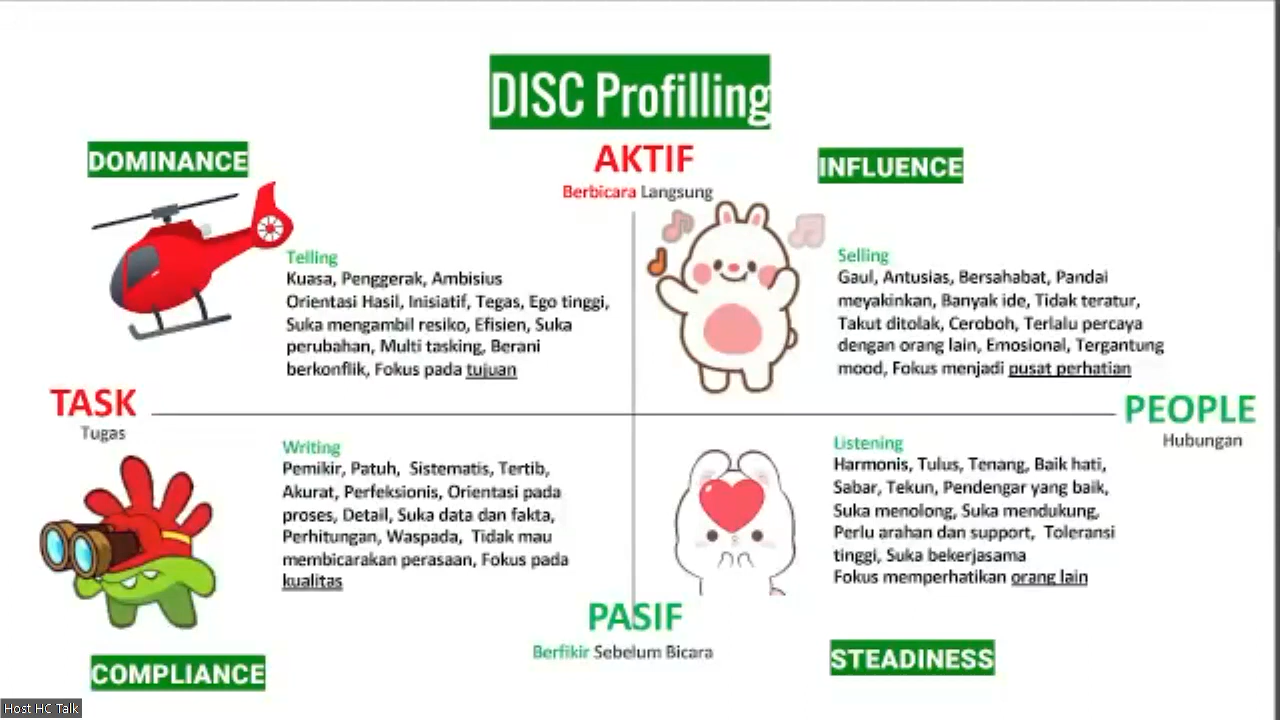 DISC Profilling
DOMINANCE
AKTIF
Berbicara Langsung
INFLUENCE
Telling
Kuasa, Penggerak, Ambisius
Orientasi Hasil, Inisiatif, Tegas, Ego tinggi,
Suka mengambil resiko, Efisien, Suka
perubahan, Multi tasking, Berani
berkonflik, Fokus pada tujuan
Selling
Gaul, Antusias, Bersahabat, Pandai
meyakinkan, Banyak ide, Tidak teratur,
Takut ditolak, Ceroboh, Terlalu percaya
dengan orang lain, Emosional, Tergantung
mood, Fokus menjadi pusat perhatian
TASK
Tugas
PEOPLE
Hubungan
Writing
Pemikir, Patuh, Sistematis, Tertib,
Akurat, Perfeksionis, Orientasi pada
proses, Detail, Suka data dan fakta,
Perhitungan, Waspada, Tidak mau
membicarakan perasaan, Fokus pada
kualitas
Listening
Harmonis, Tulus, Tenang, Baik hati,
Sabar, Tekun, Pendengar yang baik,
Suka menolong, Suka mendukung,
Perlu arahan dan support, Toleransi
tinggi, Suka bekerjasama
Fokus memperhatikan orang lain
PASIF
Berfikir Sebelum Bicara
COMPLIANCE
STEADINESS
Host HC Talk